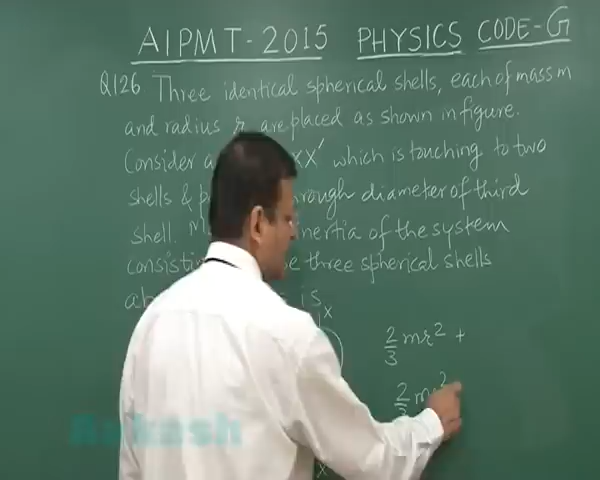 AIPMT-2015 PHYSICS CODE-G
Q126 Three identical spherical shells, each of mass m
and radius r are placed as shown in figure.
Consider a XX' which is touching to two
shells & through diameter of third
shell. inertia of the system
three spherical shells
is
X
2/3 mr² +
2/3 m 2
X
Aakash